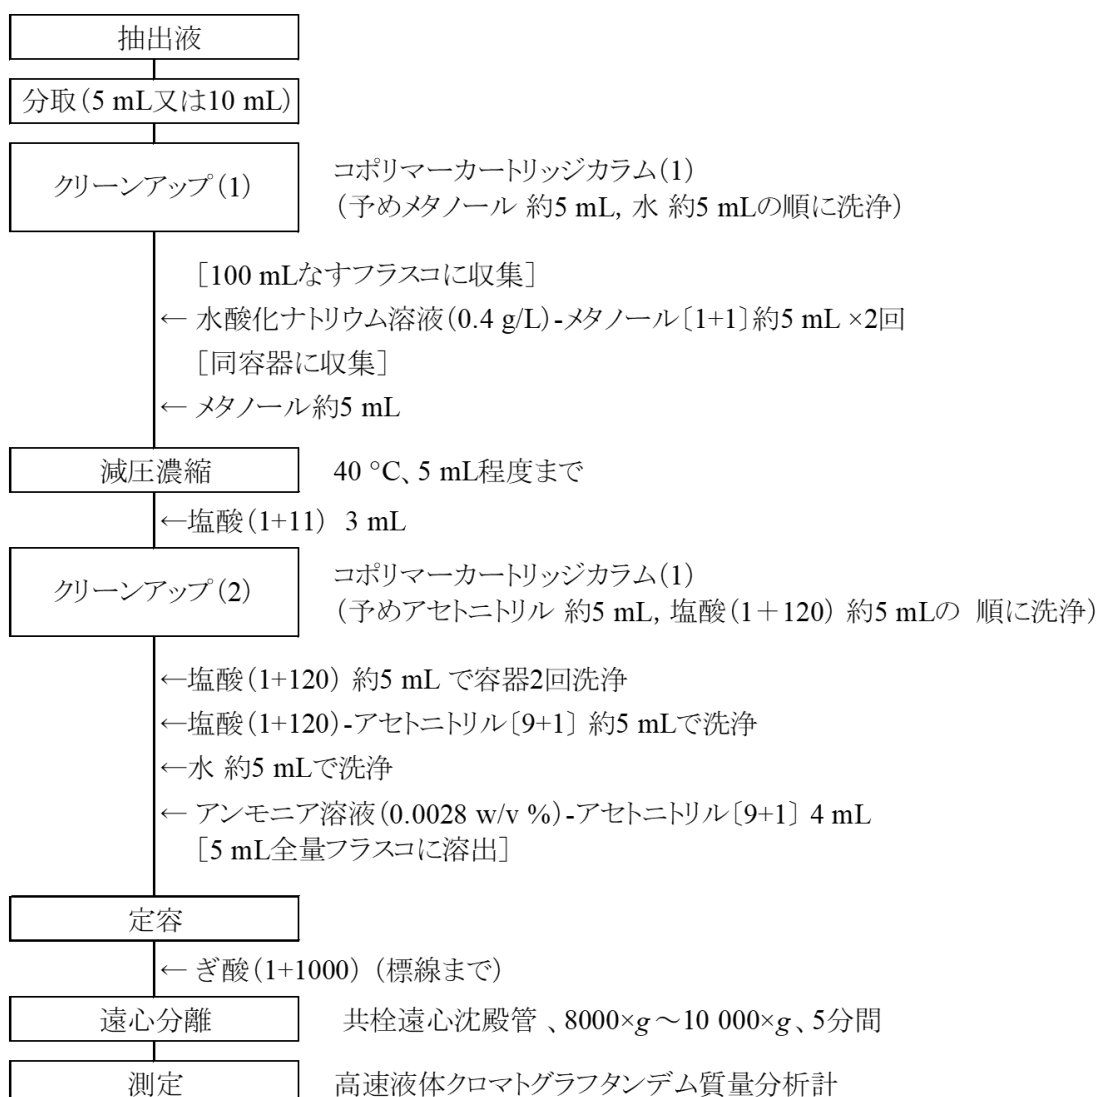 抽出液
分取(5 mL又は10 mL)
クリーンアップ(1)
コポリマーカートリッジカラム(1)
(予めメタノール 約5 mL, 水 約5 mLの順に洗浄)
[100 mLなすフラスコに収集]
← 水酸化ナトリウム溶液(0.4 g/L)-メタノール〔1+1〕約5 mL ×2回
[同容器に収集]
← メタノール約5 mL
減圧濃縮 40 °C、5 mL程度まで
←塩酸(1+11) 3 mL
クリーンアップ(2)
コポリマーカートリッジカラム(1)
(予めアセトニトリル 約5 mL, 塩酸(1+120) 約5 mLの 順に洗浄)
←塩酸(1+120) 約5 mL で容器2回洗浄
←塩酸(1+120)-アセトニトリル〔9+1〕 約5 mLで洗浄
←水 約5 mLで洗浄
← アンモニア溶液(0.0028 w/v %)-アセトニトリル〔9+1〕 4 mL
[5 mL全量フラスコに溶出]
定容
← ぎ酸(1+1000) (標線まで)
遠心分離 共栓遠心沈殿管 、8000×g~10 000×g、5分間
測定 高速液体クロマトグラフタンデム質量分析計